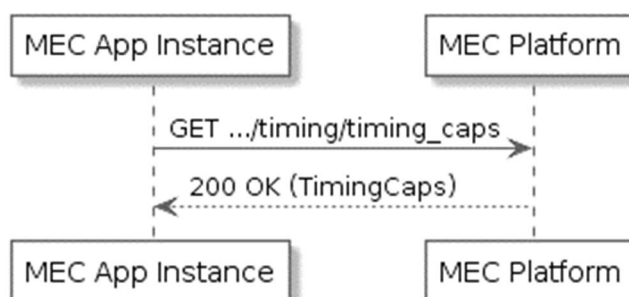 MEC App Instance
MEC Platform
GET .../timing/timing_caps
200 OK (TimingCaps)
MEC App Instance
MEC Platform